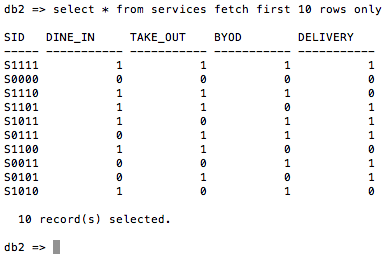 db2 => select * from services fetch first 10 rows only
SID   DINE_IN     TAKE_OUT    BYOD        DELIVERY
----- ----------- ----------- ----------- -----------
S1111           1           1           1           1
S0000           0           0           0           0
S1110           1           1           1           0
S1101           1           1           0           1
S1011           1           0           1           1
S0111           0           1           1           1
S1100           1           1           0           0
S0011           0           0           1           1
S0101           0           1           0           1
S1010           1           0           1           0
10 record(s) selected.
db2 =>